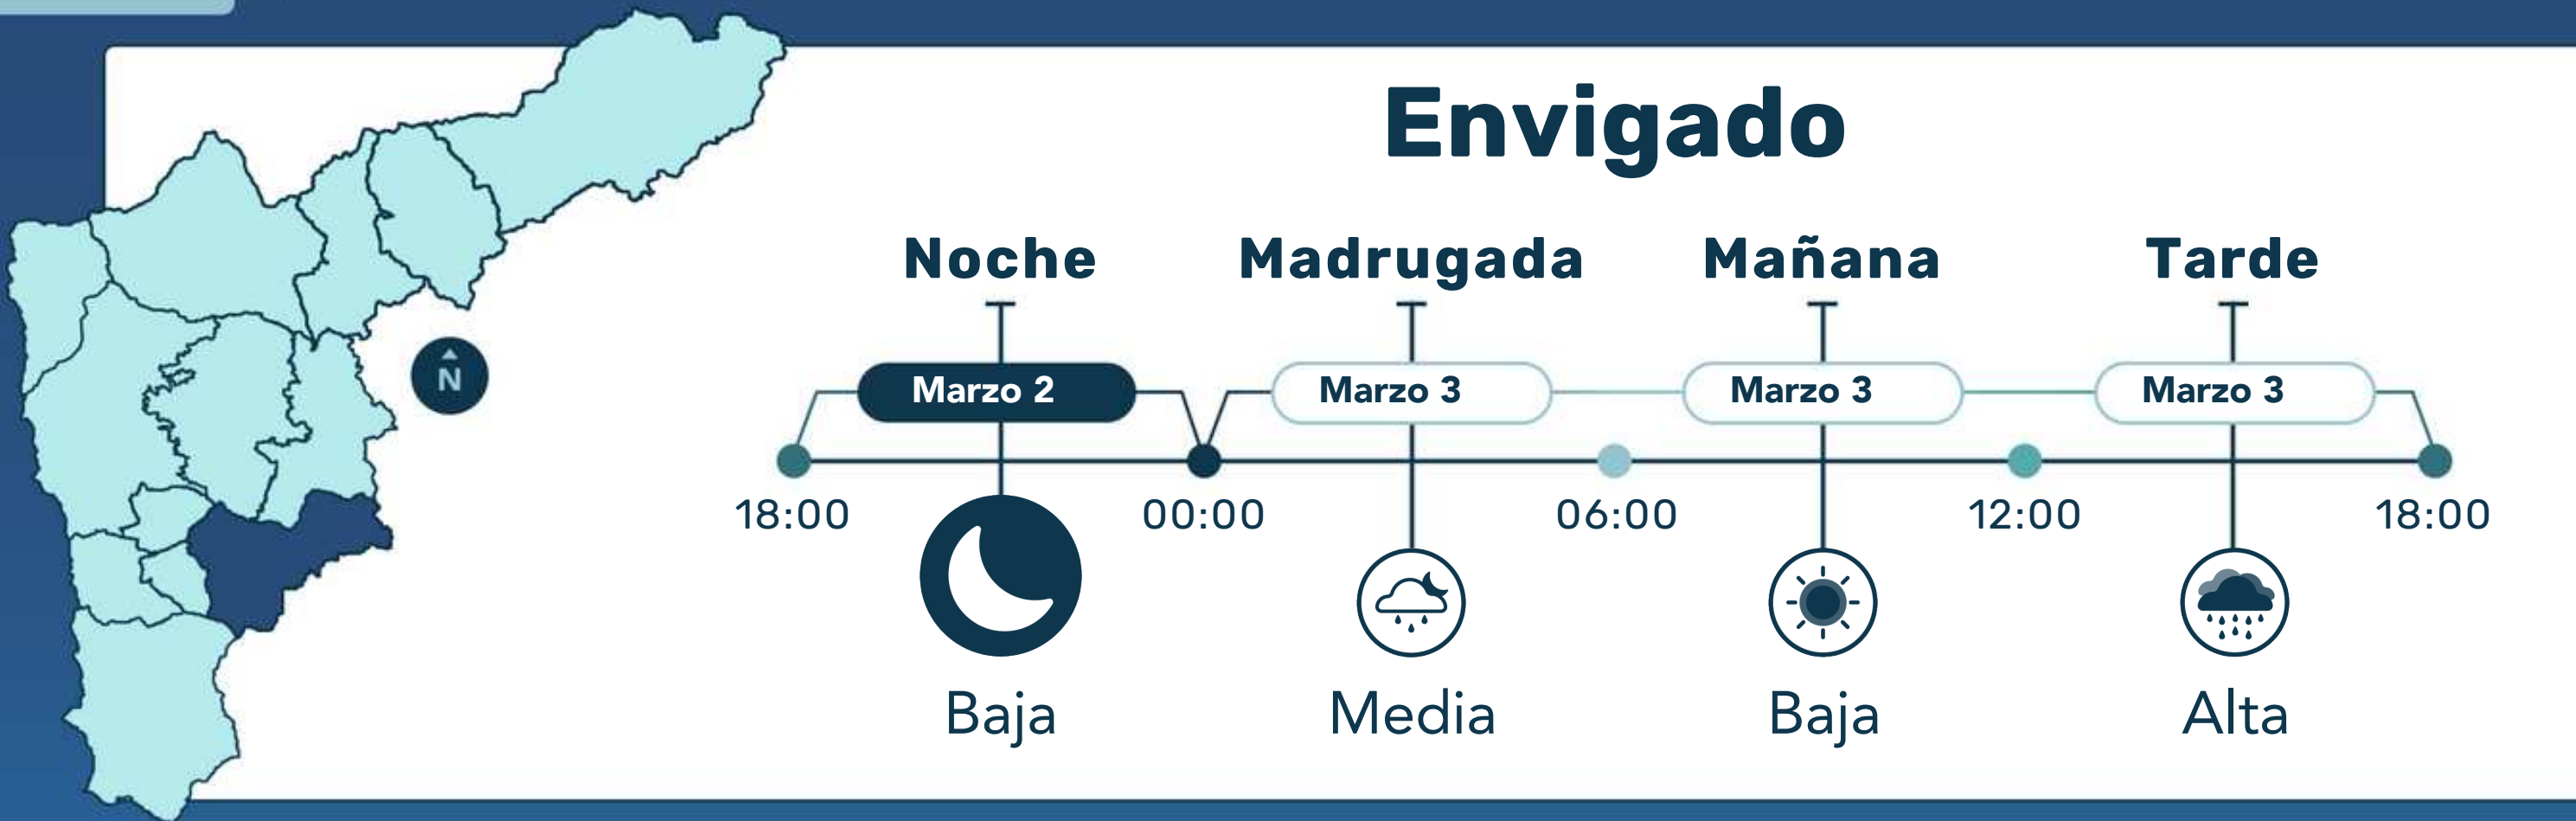 Envigado
Noche Madrugada Mañana Tarde
N
Marzo 2 Marzo 3 Marzo 3 Marzo 3
18:00 00:00 06:00 12:00 18:00
Baja Media Baja Alta